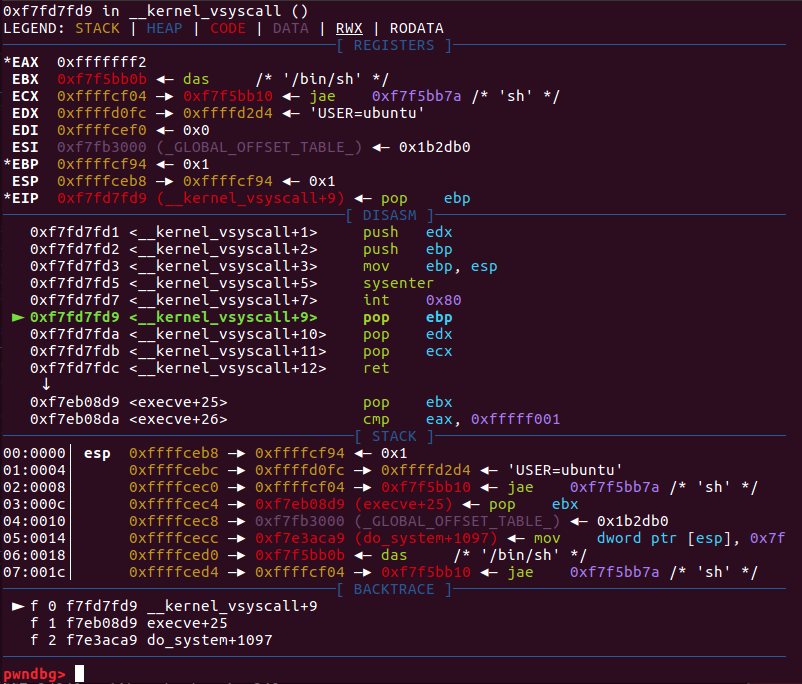 0xf7fd7fd9 in __kernel_vsyscall ()
LEGEND: STACK | HEAP | CODE | DATA | RWX | RODATA
[ REGISTERS ]
*EAX  0xfffffff2
EBX  0xf7f5bb0b ◂— das    /* '/bin/sh' */
ECX  0xffffcf04 —▸ 0xf7f5bb10 ◂— jae    0xf7f5bb7a /* 'sh' */
EDX  0xffffd0fc —▸ 0xffffd2d4 ◂— 'USER=ubuntu'
EDI  0xffffcef0 ◂— 0x0
ESI  0xf7fb3000 (_GLOBAL_OFFSET_TABLE_) ◂— 0x1b2db0
*EBP  0xffffcf94 ◂— 0x1
ESP  0xffffceb8 —▸ 0xffffcf94 ◂— 0x1
*EIP  0xf7fd7fd9 (__kernel_vsyscall+9) ◂— pop    ebp
[ DISASM ]
0xf7fd7fd1 <__kernel_vsyscall+1>     push   edx
0xf7fd7fd2 <__kernel_vsyscall+2>     push   ebp
0xf7fd7fd3 <__kernel_vsyscall+3>     mov    ebp, esp
0xf7fd7fd5 <__kernel_vsyscall+5>     sysenter
0xf7fd7fd7 <__kernel_vsyscall+7>     int    0x80
► 0xf7fd7fd9 <__kernel_vsyscall+9>     pop    ebp
0xf7fd7fda <__kernel_vsyscall+10>    pop    edx
0xf7fd7fdb <__kernel_vsyscall+11>    pop    ecx
0xf7fd7fdc <__kernel_vsyscall+12>    ret
↓
0xf7eb08d9 <execve+25>               pop    ebx
0xf7eb08da <execve+26>               cmp    eax, 0xfffff001
[ STACK ]
00:0000│ esp  0xffffceb8 —▸ 0xffffcf94 ◂— 0x1
01:0004│      0xffffcebc —▸ 0xffffd0fc —▸ 0xffffd2d4 ◂— 'USER=ubuntu'
02:0008│      0xffffcec0 —▸ 0xffffcf04 —▸ 0xf7f5bb10 ◂— jae    0xf7f5bb7a /* 'sh' */
03:000c│      0xffffcec4 —▸ 0xf7eb08d9 (execve+25) ◂— pop    ebx
04:0010│      0xffffcec8 —▸ 0xf7fb3000 (_GLOBAL_OFFSET_TABLE_) ◂— 0x1b2db0
05:0014│      0xffffcecc —▸ 0xf7e3aca9 (do_system+1097) ◂— mov    dword ptr [esp], 0x7f
06:0018│      0xffffced0 —▸ 0xf7f5bb0b ◂— das    /* '/bin/sh' */
07:001c│      0xffffced4 —▸ 0xffffcf04 —▸ 0xf7f5bb10 ◂— jae    0xf7f5bb7a /* 'sh' */
[ BACKTRACE ]
► f 0 f7fd7fd9 __kernel_vsyscall+9
f 1 f7eb08d9 execve+25
f 2 f7e3aca9 do_system+1097
pwndbg>